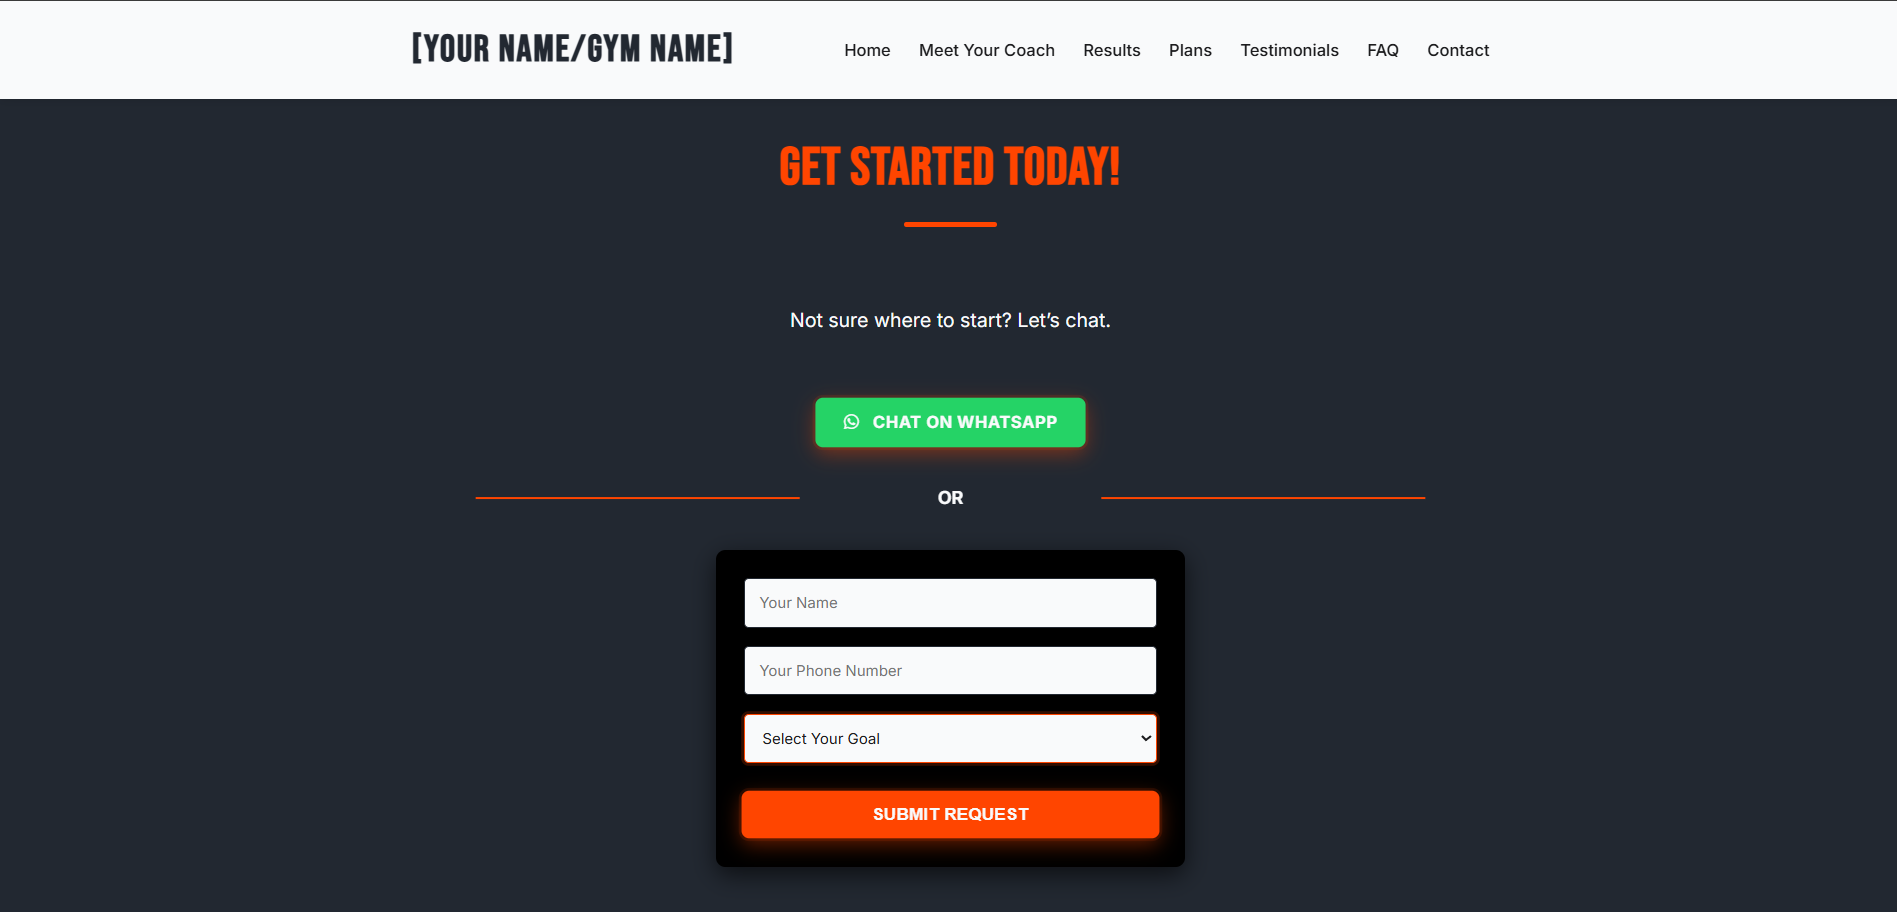 [YOUR NAME/GYM NAME]
Home Meet Your Coach Results Plans Testimonials FAQ Contact
GET STARTED TODAY!
Not sure where to start? Let’s chat.
CHAT ON WHATSAPP
OR
Your Name
Your Phone Number
Select Your Goal
SUBMIT REQUEST